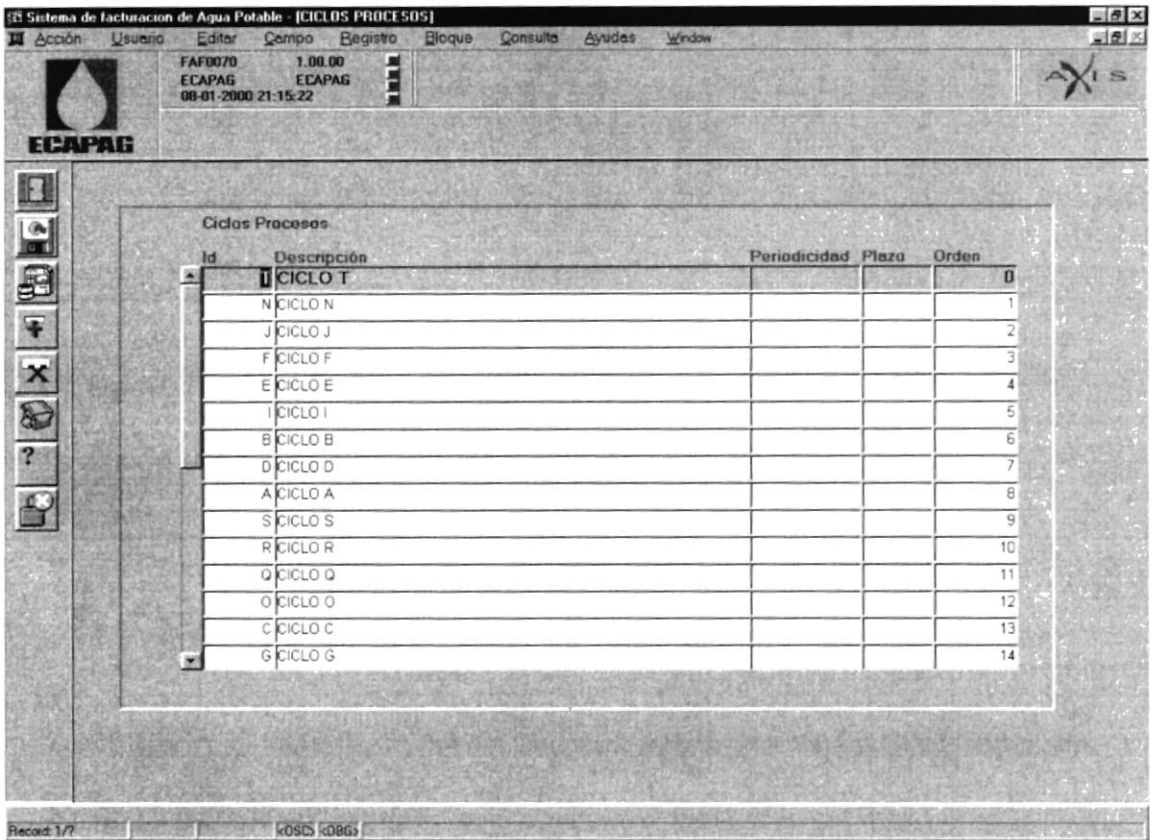 Sistema de facturacion de Agua Potable - [CICLOS PROCESOS]
Acción Usuario Editar Campo Registro Bloque Consulta Ayudas Window
FAF0070 1.00.00
ECAPAG ECAPAG
08-01-2000 21:15:22
AXIS
ECAPAG
Ciclos Procesos
Id Descripción Periodicidad Plazo Orden
T CICLO T 0
N CICLO N 1
J CICLO J 2
F CICLO F 3
E CICLO E 4
I CICLO I 5
B CICLO B 6
D CICLO D 7
A CICLO A 8
S CICLO S 9
R CICLO R 10
Q CICLO Q 11
O CICLO O 12
C CICLO C 13
G CICLO G 14
?
Record: 1/? <OSC> <DBG>